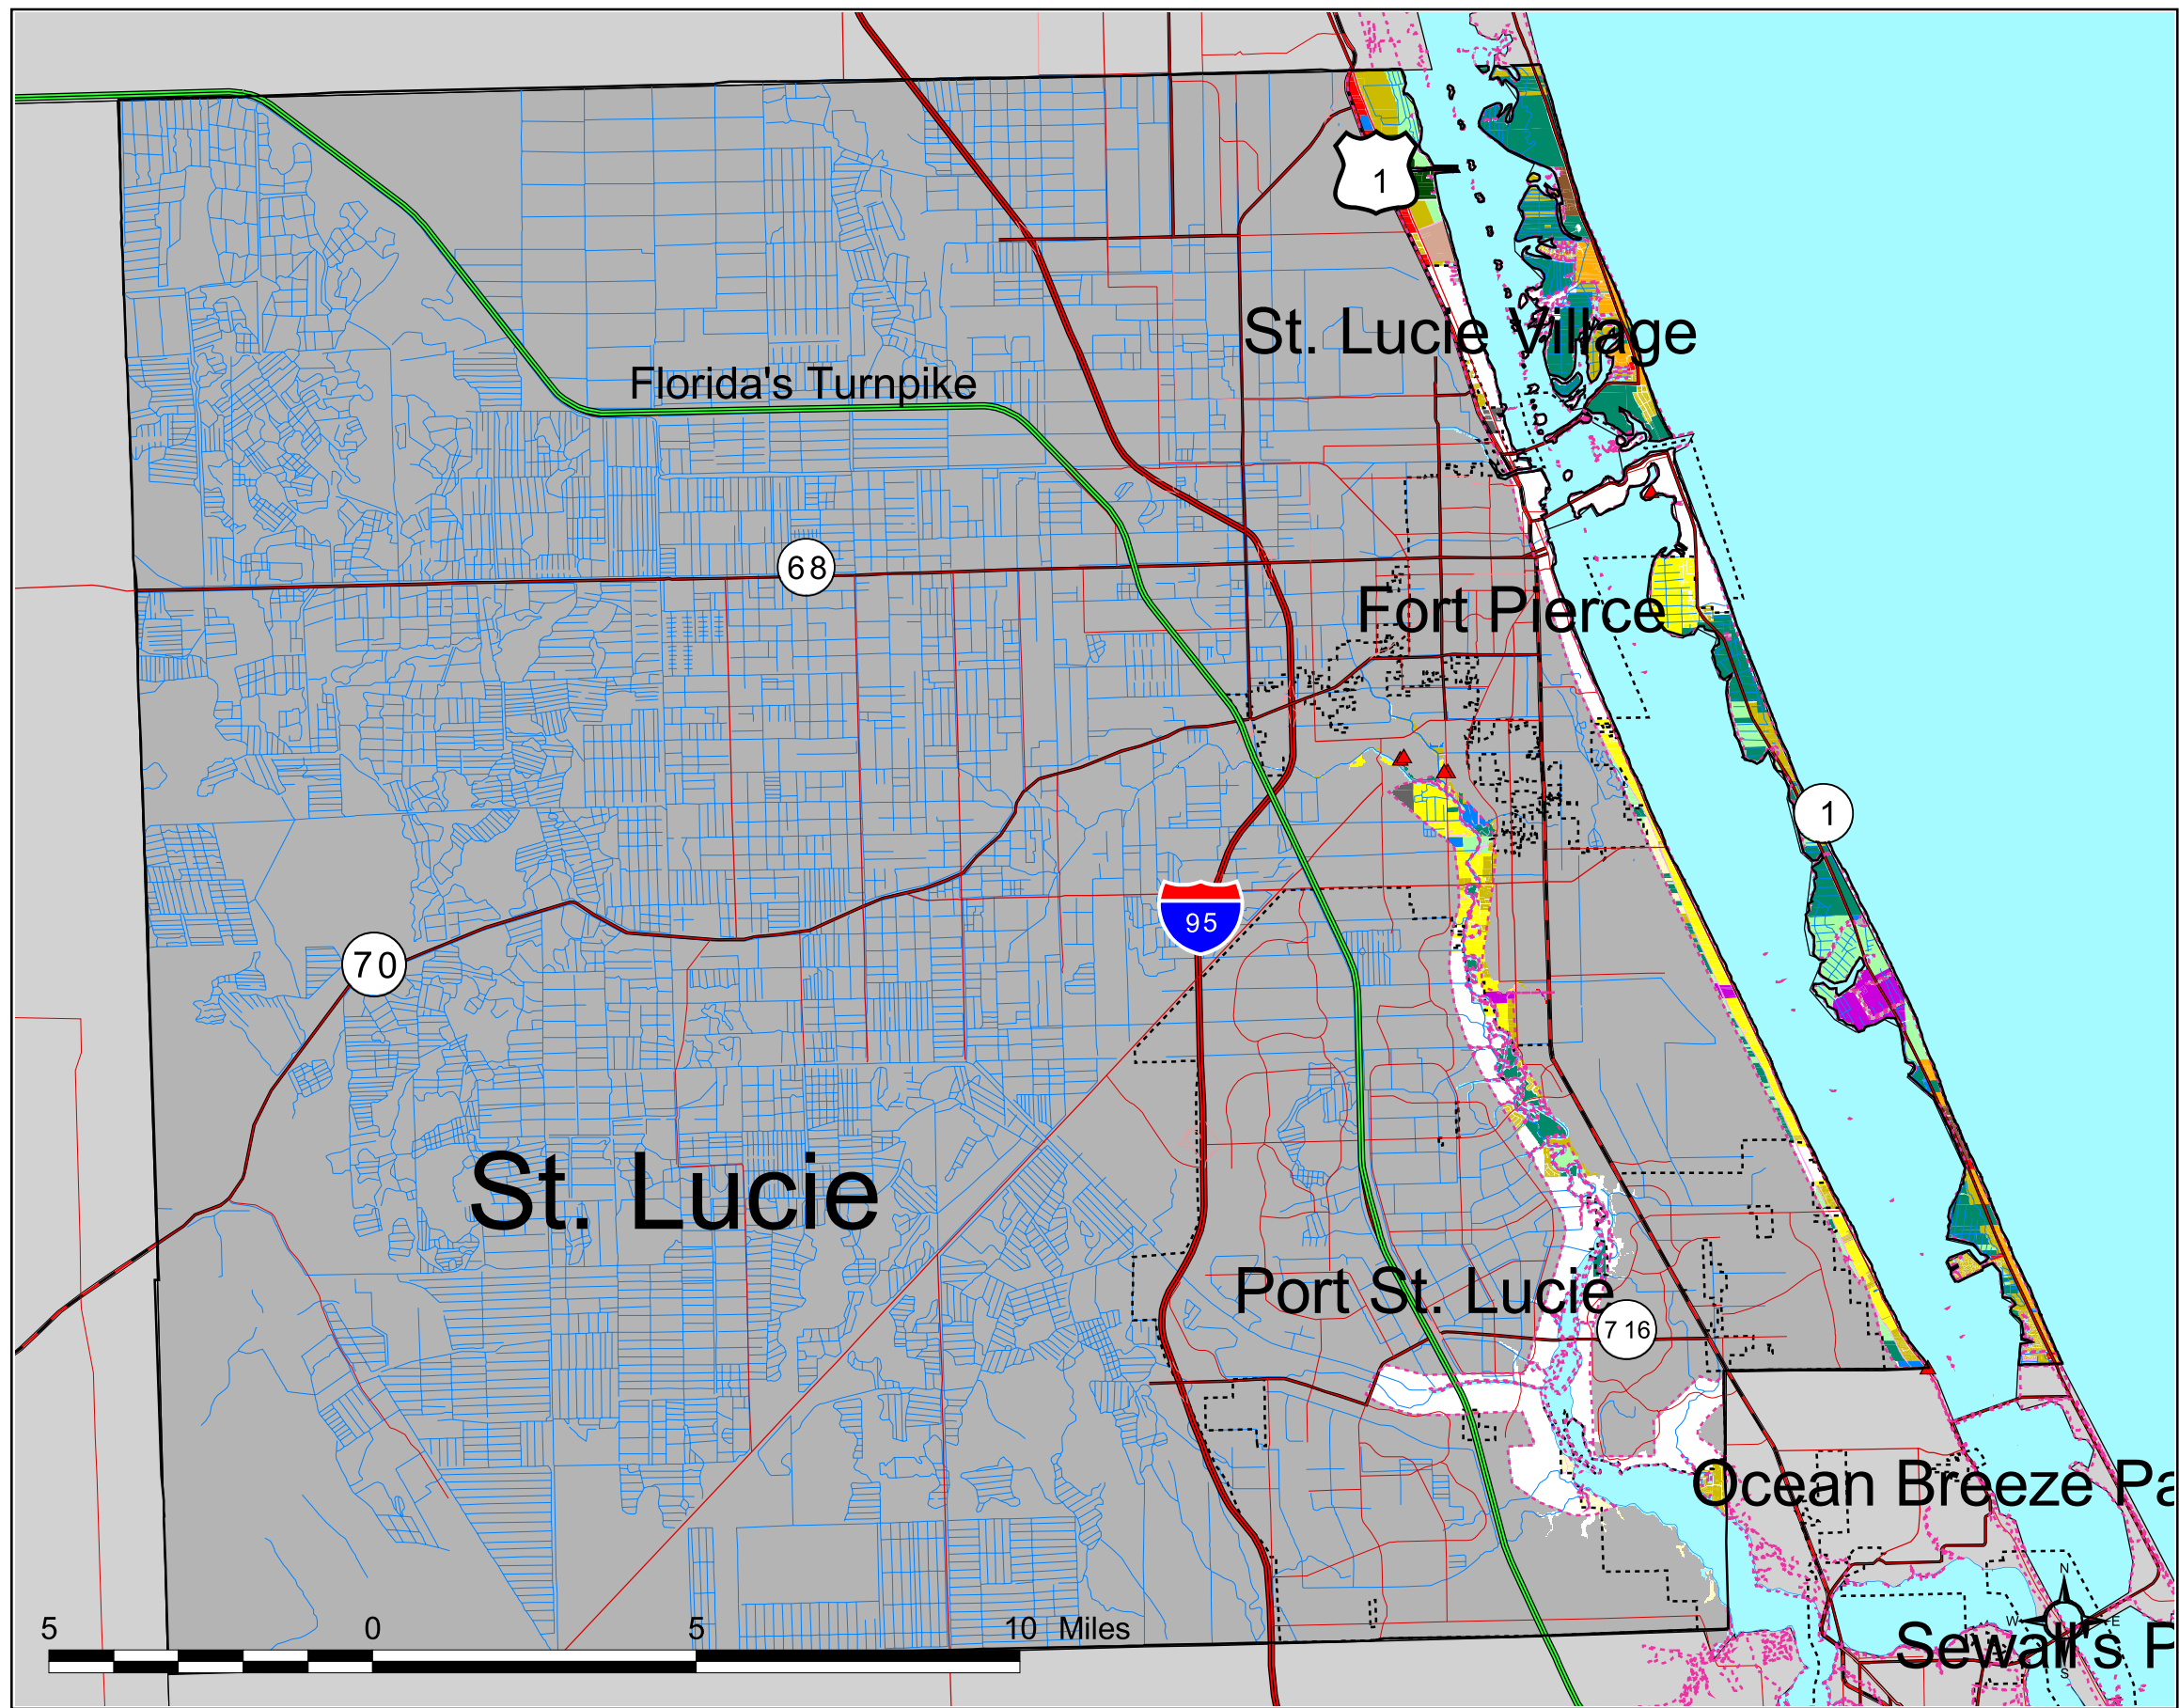 1
St. Lucie Village
Florida's Turnpike
68
Fort Pierce
1
95
70
St. Lucie
Port St. Lucie
716
Ocean Breeze Pa
5 0 5 10 Miles
N
W E
Sewall's P
S